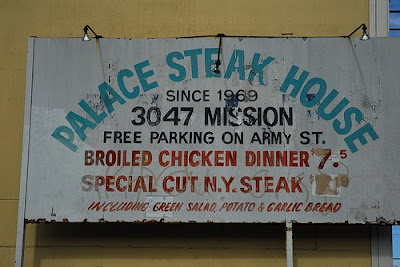 PALACE STEAK HOUSE
SINCE 1969
3047 MISSION
FREE PARKING ON ARMY ST.
BROILED CHICKEN DINNER $7.
SPECIAL CUT N.Y. STEAK
INCLUDING GREEN SALAD, POTATO & GARLIC BREAD